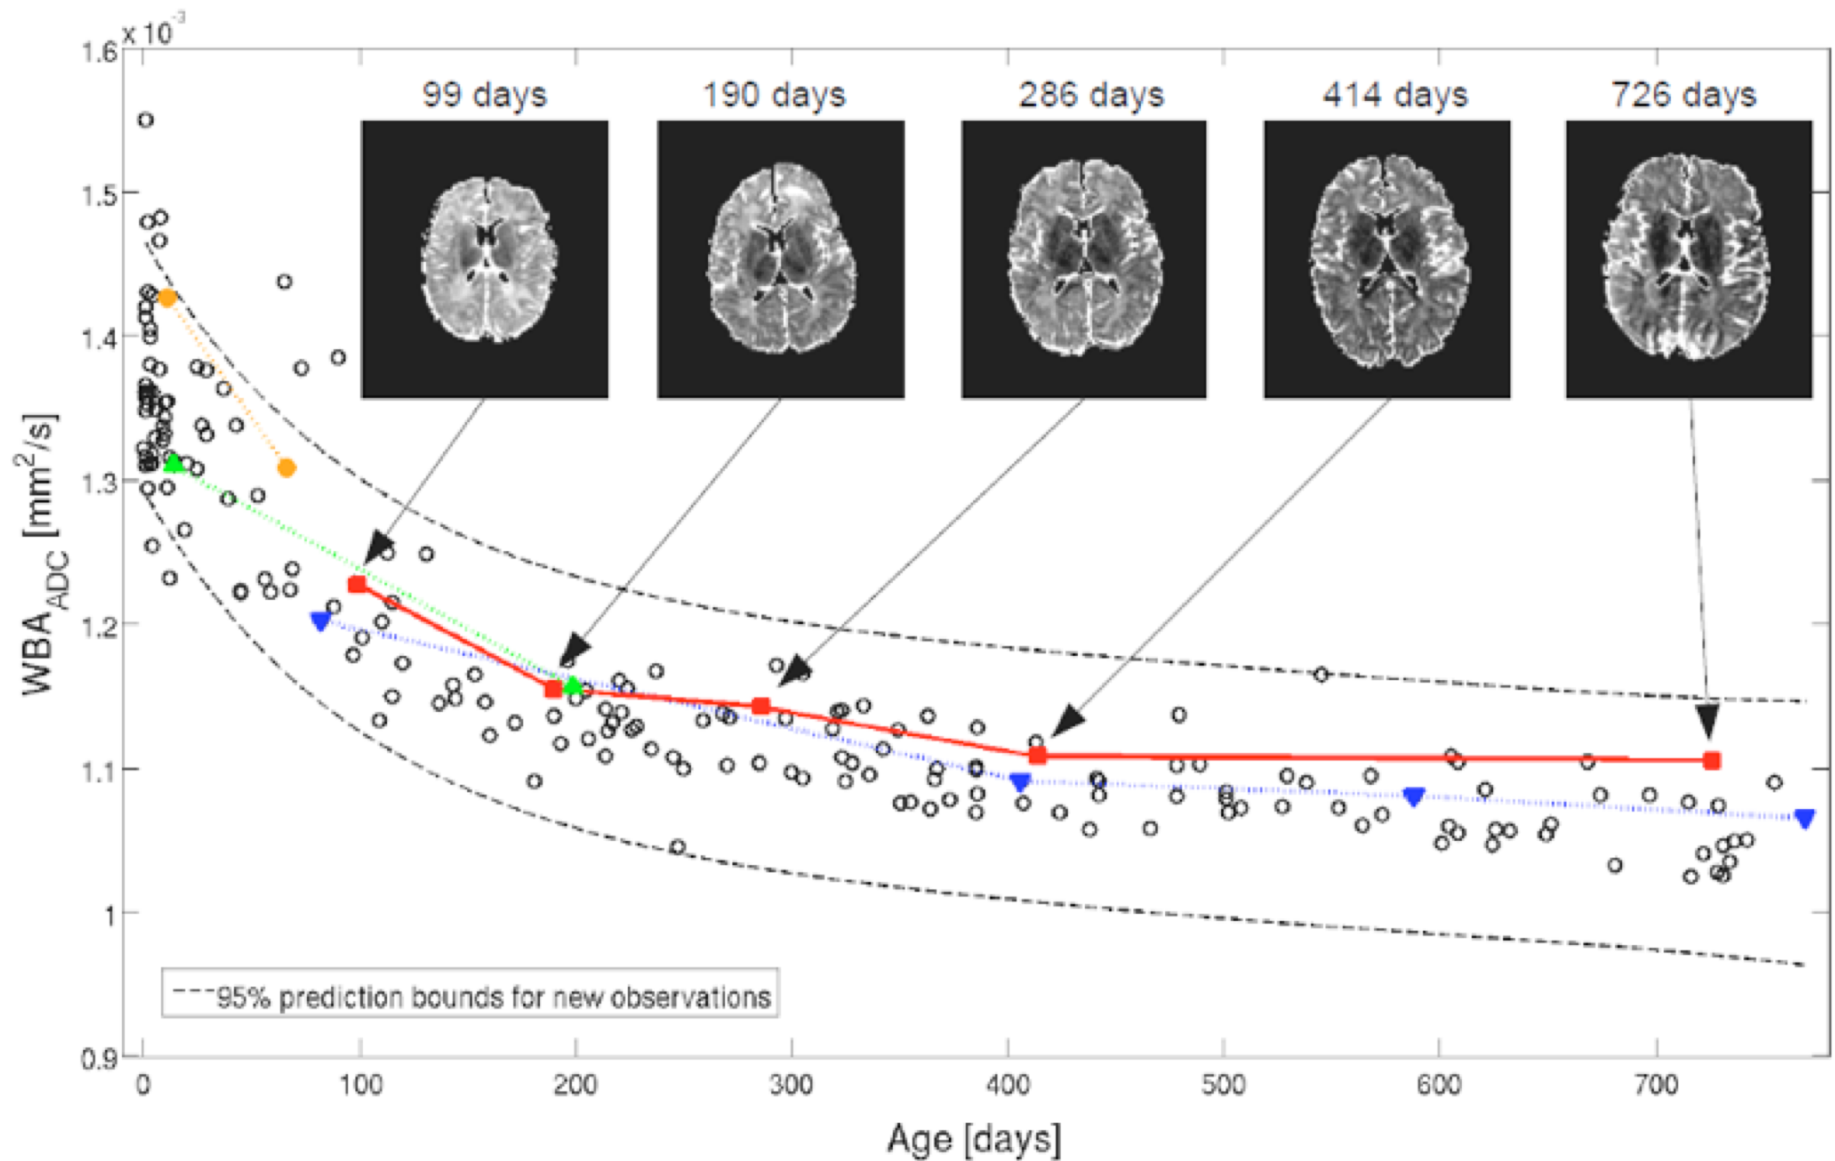 x 10⁻³
1.6
99 days 190 days 286 days 414 days 726 days
1.5
1.4
1.3
1.2
1.1
1
0.9
WBA_ADC [mm²/s]
---95% prediction bounds for new observations
0 100 200 300 400 500 600 700
Age [days]